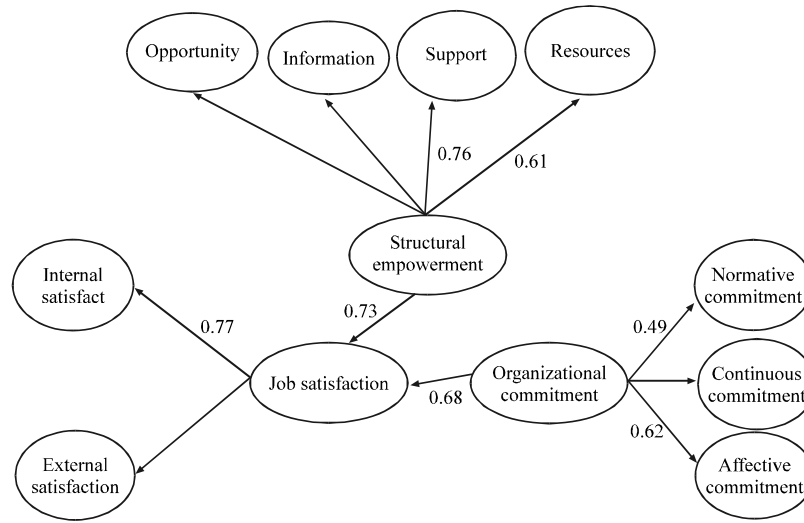 Opportunity
Information
Support
Resources
0.76
0.61
Structural
empowerment
Internal
satisfact
Normative
commitment
0.77
0.73
0.49
Job satisfaction
Organizational
commitment
Continuous
commitment
0.68
0.62
External
satisfaction
Affective
commitment